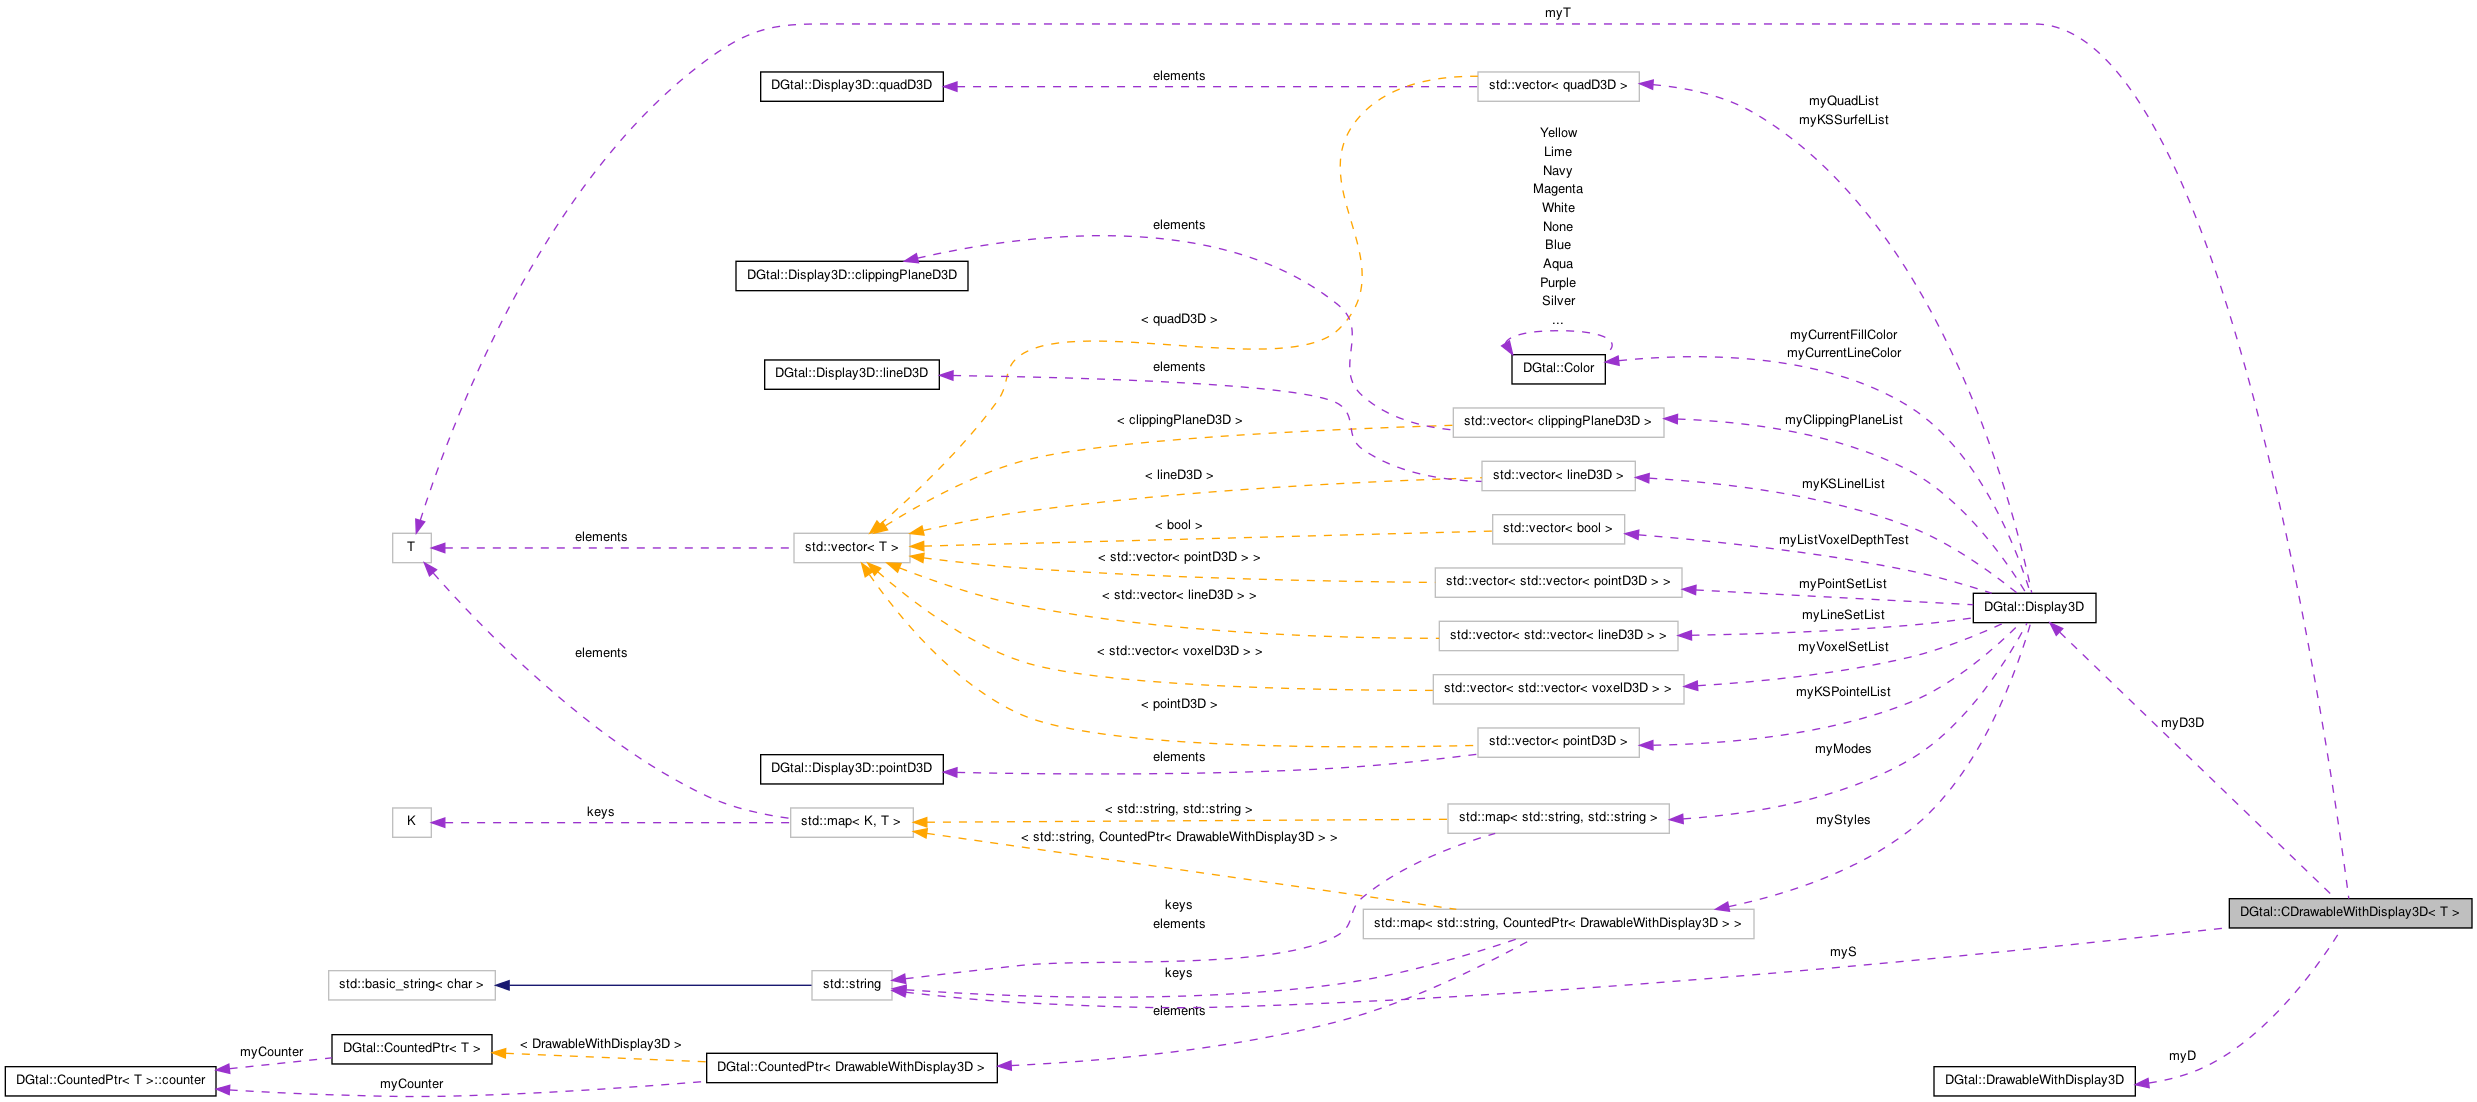 myT
DGtal::Display3D::quadD3D
elements
std::vector< quadD3D >
myQuadList
myKSSurfelList
Yellow
Lime
Navy
Magenta
White
None
Blue
Aqua
Purple
Silver
...
elements
DGtal::Display3D::clippingPlaneD3D
< quadD3D >
myCurrentFillColor
myCurrentLineColor
DGtal::Color
elements
DGtal::Display3D::lineD3D
< clippingPlaneD3D >
std::vector< clippingPlaneD3D >
myClippingPlaneList
< lineD3D >
std::vector< lineD3D >
myKSLinelList
< bool >
std::vector< bool >
myListVoxelDepthTest
T
elements
std::vector< T >
< std::vector< pointD3D > >
std::vector< std::vector< pointD3D > >
myPointSetList
< std::vector< lineD3D > >
DGtal::Display3D
myLineSetList
std::vector< std::vector< lineD3D > >
elements
< std::vector< voxelD3D > >
myVoxelSetList
std::vector< std::vector< voxelD3D > >
myKSPointelList
< pointD3D >
myD3D
std::vector< pointD3D >
myModes
elements
DGtal::Display3D::pointD3D
K
keys
std::map< K, T >
< std::string, std::string >
std::map< std::string, std::string >
myStyles
< std::string, CountedPtr< DrawableWithDisplay3D > >
keys
elements
std::map< std::string, CountedPtr< DrawableWithDisplay3D > >
DGtal::CDrawableWithDisplay3D< T >
myS
std::basic_string< char >
std::string
keys
elements
myCounter
DGtal::CountedPtr< T >
< DrawableWithDisplay3D >
DGtal::CountedPtr< DrawableWithDisplay3D >
myD
DGtal::CountedPtr< T >::counter
myCounter
DGtal::DrawableWithDisplay3D